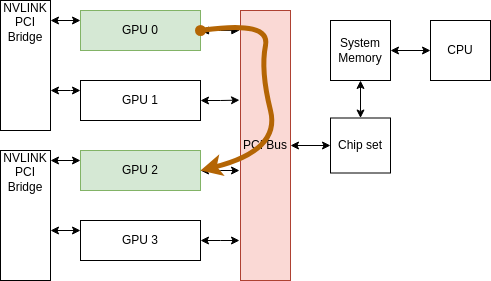 NVLINK
PCI
Bridge
GPU 0
GPU 1
NVLINK
PCI
Bridge
GPU 2
GPU 3
PCI Bus
System
Memory
CPU
Chip set